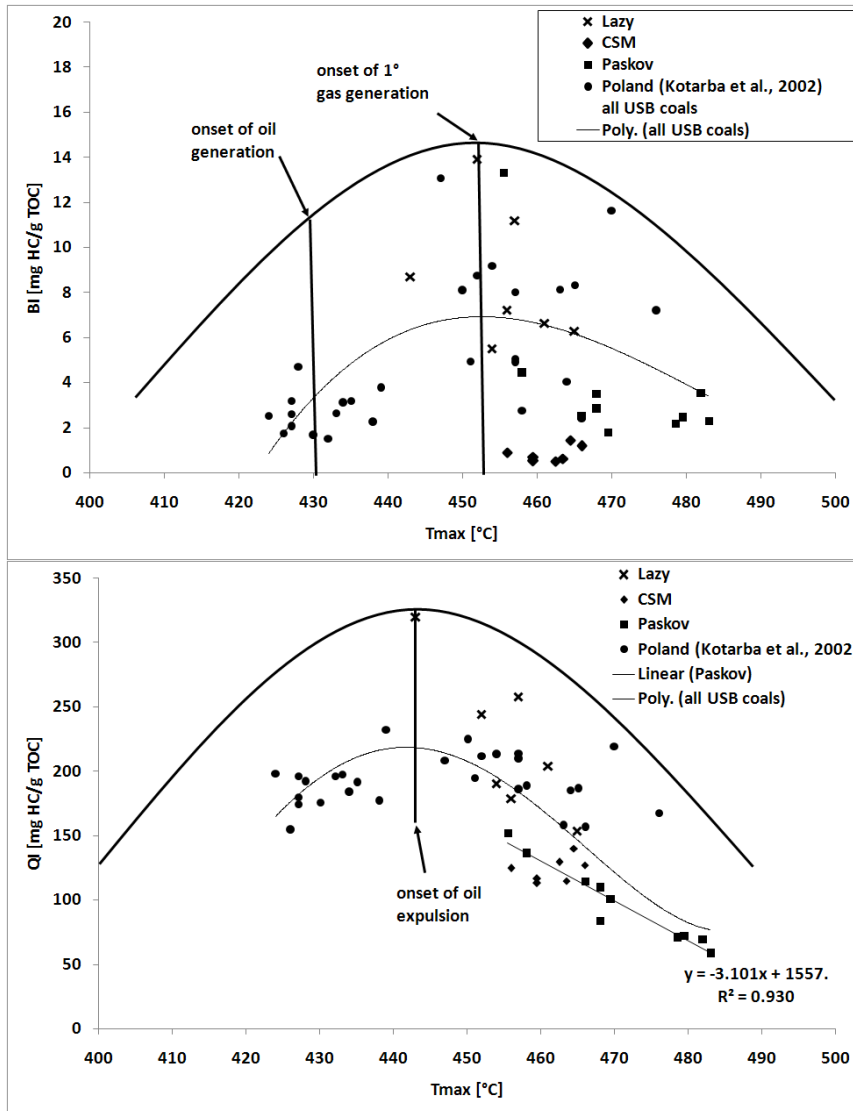 20
18
16
14
12
10
8
6
4
2
0
BI [mg HC/g TOC]
onset of oil
generation
onset of 1°
gas generation
Lazy
CSM
Paskov
Poland (Kotarba et al., 2002)
all USB coals
Poly. (all USB coals)
400 410 420 430 440 450 460 470 480 490 500
Tmax [°C]
350
300
250
200
150
100
50
0
QI [mg HC/g TOC]
Lazy
CSM
Paskov
Poland (Kotarba et al., 2002
Linear (Paskov)
Poly. (all USB coals)
onset of oil
expulsion
y = -3.101x + 1557.
R² = 0.930
400 410 420 430 440 450 460 470 480 490 500
Tmax [°C]